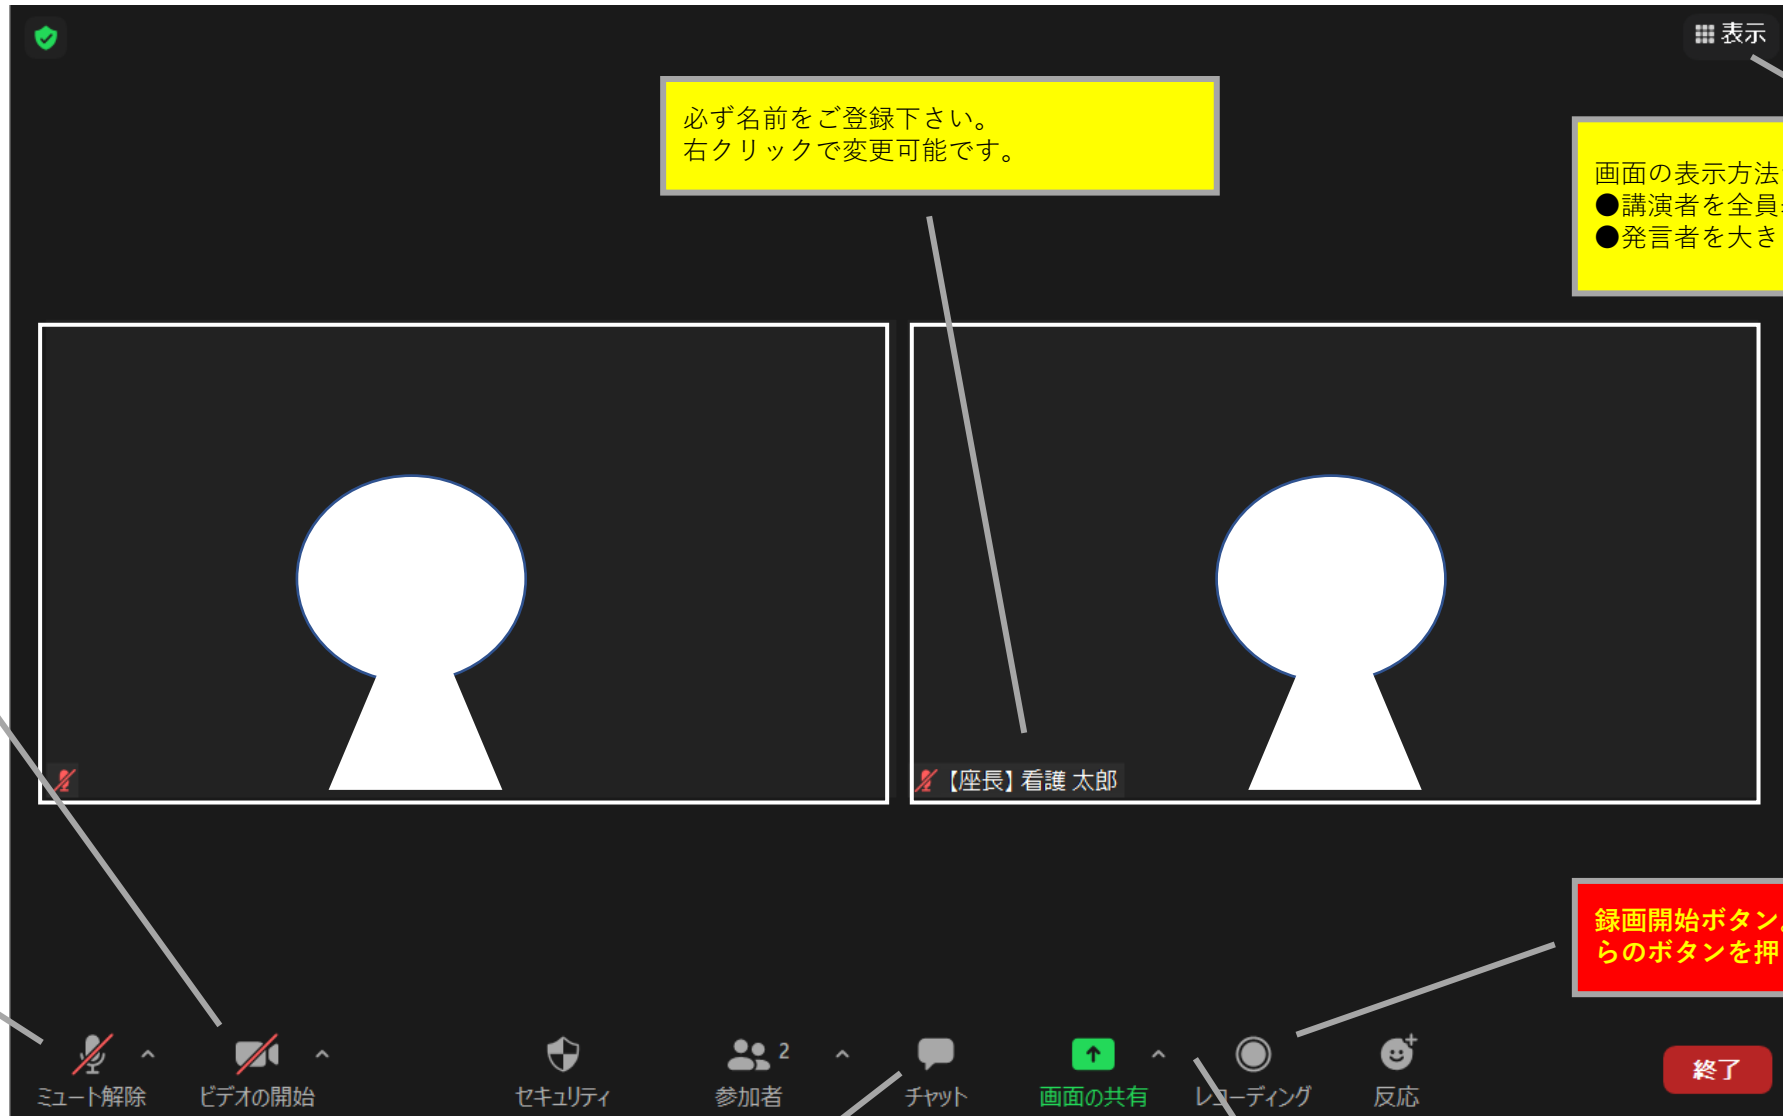 表示
必ず名前をご登録下さい。
右クリックで変更可能です。
画面の表示方法
●講演者を全員
●発言者を大き
【座長】看護 太郎
録画開始ボタン。
らのボタンを押
ミュート解除
ビデオの開始
セキュリティ
参加者
2
チャット
画面の共有
レコーディング
反応
終了